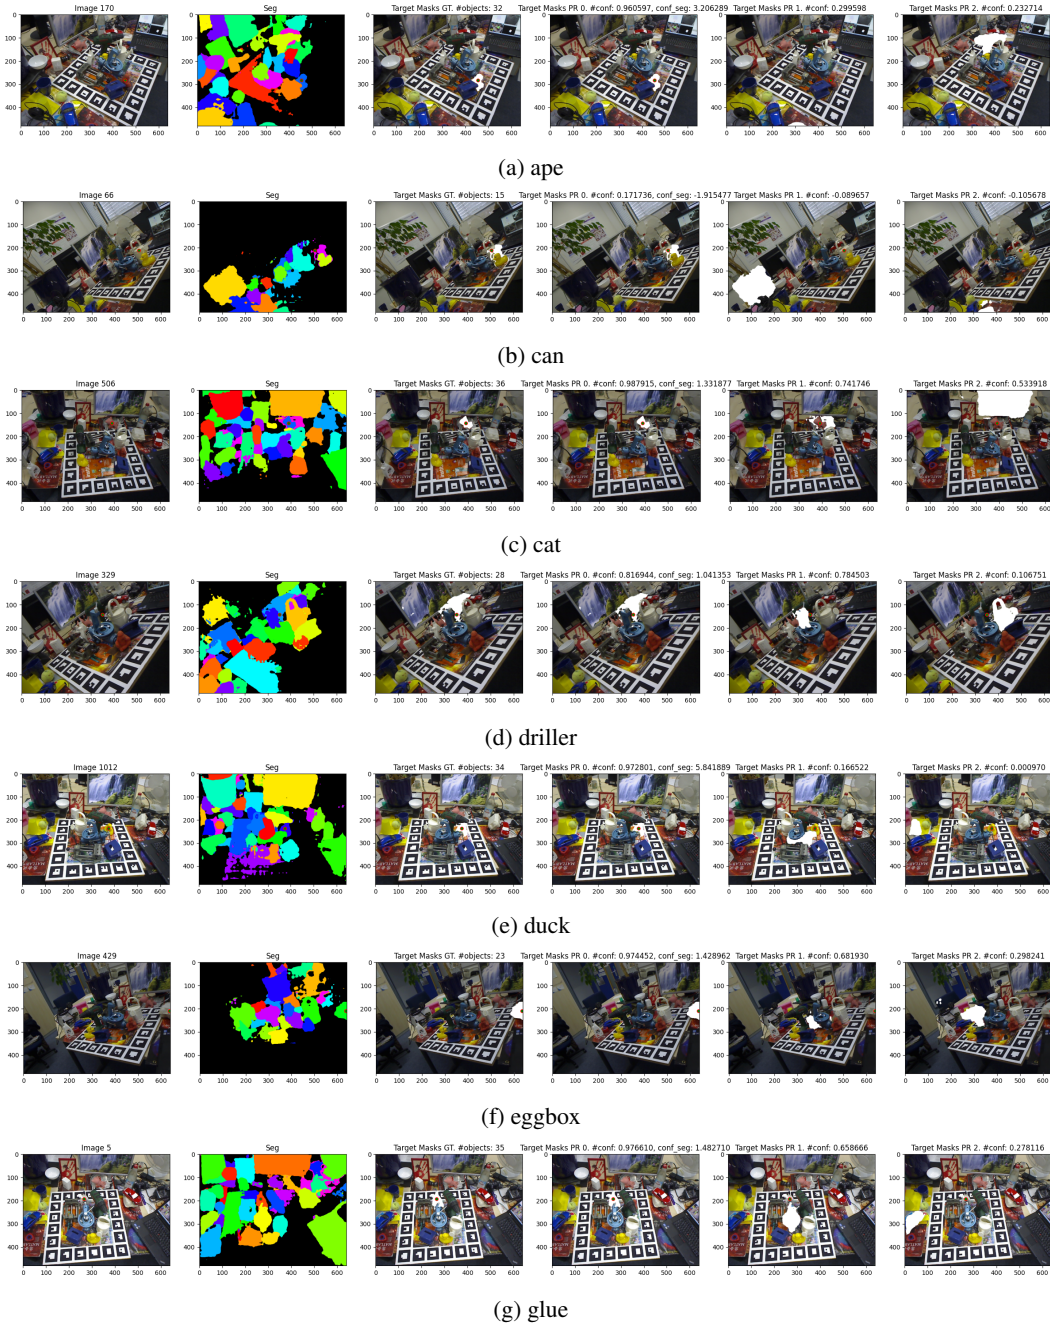 Image 170 Seg Target Masks GT. #objects: 32 Target Masks PR 0. #conf: 0.960597, conf_seg: 3.206289 Target Masks PR 1. #conf: 0.299598 Target Masks PR 2. #conf: 0.232714
(a) ape
Image 66 Seg Target Masks GT. #objects: 15 Target Masks PR 0. #conf: 0.171736, conf_seg: -1.915477 Target Masks PR 1. #conf: -0.089657 Target Masks PR 2. #conf: -0.105678
(b) can
Image 506 Seg Target Masks GT. #objects: 36 Target Masks PR 0. #conf: 0.987915, conf_seg: 1.331877 Target Masks PR 1. #conf: 0.741746 Target Masks PR 2. #conf: 0.533918
(c) cat
Image 329 Seg Target Masks GT. #objects: 28 Target Masks PR 0. #conf: 0.816944, conf_seg: 1.041353 Target Masks PR 1. #conf: 0.784503 Target Masks PR 2. #conf: 0.106751
(d) driller
Image 1012 Seg Target Masks GT. #objects: 34 Target Masks PR 0. #conf: 0.972801, conf_seg: 5.841889 Target Masks PR 1. #conf: 0.166522 Target Masks PR 2. #conf: 0.000970
(e) duck
Image 429 Seg Target Masks GT. #objects: 23 Target Masks PR 0. #conf: 0.974452, conf_seg: 1.428962 Target Masks PR 1. #conf: 0.681930 Target Masks PR 2. #conf: 0.298241
(f) eggbox
Image 5 Seg Target Masks GT. #objects: 35 Target Masks PR 0. #conf: 0.976610, conf_seg: 1.482710 Target Masks PR 1. #conf: 0.658666 Target Masks PR 2. #conf: 0.278116
(g) glue